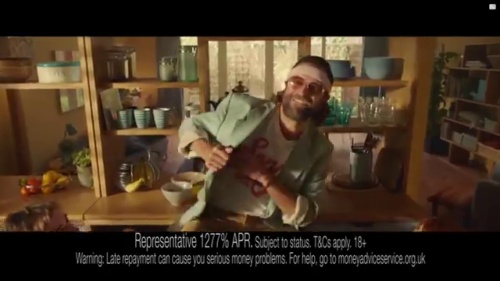 Representative 1277% APR. Subject to status. T&Cs apply. 18+
Warning: Late repayment can cause you serious money problems. For help, go to moneyadviceservice.org.uk